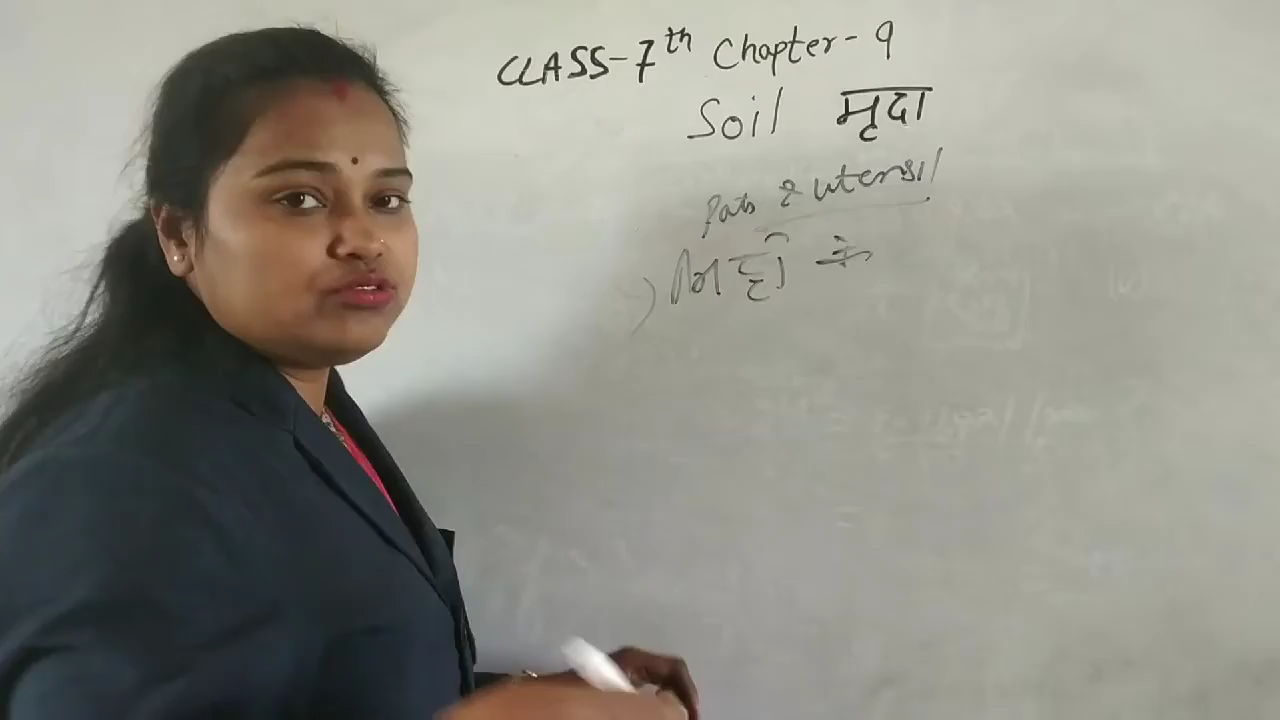 CLASS-7th Chapter-9
Soil मृदा
Pots & utensil
मिट्टी के